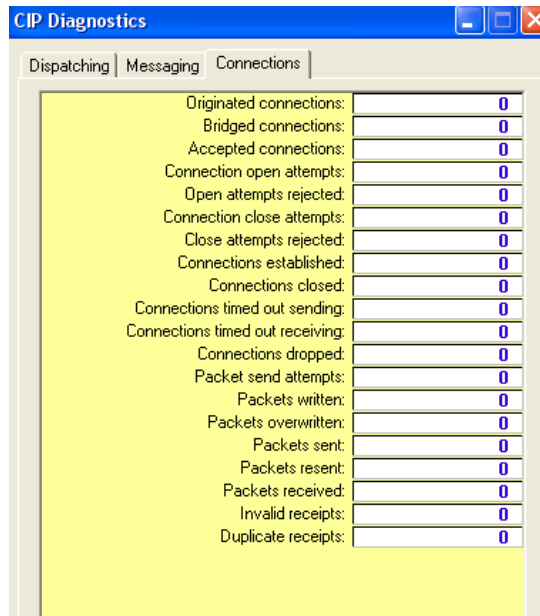 CIP Diagnostics
Dispatching Messaging Connections
Originated connections: 0
Bridged connections: 0
Accepted connections: 0
Connection open attempts: 0
Open attempts rejected: 0
Connection close attempts: 0
Close attempts rejected: 0
Connections established: 0
Connections closed: 0
Connections timed out sending: 0
Connections timed out receiving: 0
Connections dropped: 0
Packet send attempts: 0
Packets written: 0
Packets overwritten: 0
Packets sent: 0
Packets resent: 0
Packets received: 0
Invalid receipts: 0
Duplicate receipts: 0